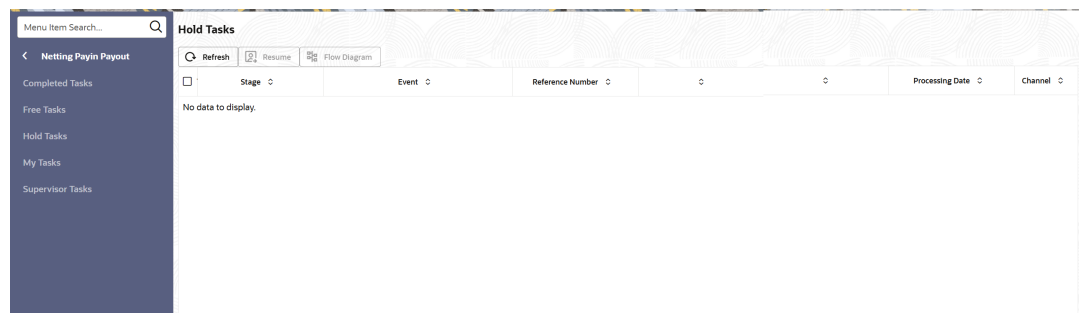 Menu Item Search...
Netting Payin Payout
Completed Tasks
Free Tasks
Hold Tasks
My Tasks
Supervisor Tasks
Hold Tasks
Refresh Resume Flow Diagram
Stage Event Reference Number Processing Date Channel
No data to display.